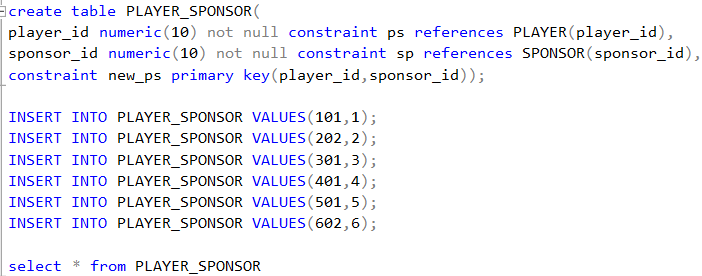 create table PLAYER_SPONSOR(
player_id numeric(10) not null constraint ps references PLAYER(player_id),
sponsor_id numeric(10) not null constraint sp references SPONSOR(sponsor_id),
constraint new_ps primary key(player_id,sponsor_id));
INSERT INTO PLAYER_SPONSOR VALUES(101,1);
INSERT INTO PLAYER_SPONSOR VALUES(202,2);
INSERT INTO PLAYER_SPONSOR VALUES(301,3);
INSERT INTO PLAYER_SPONSOR VALUES(401,4);
INSERT INTO PLAYER_SPONSOR VALUES(501,5);
INSERT INTO PLAYER_SPONSOR VALUES(602,6);
select * from PLAYER_SPONSOR